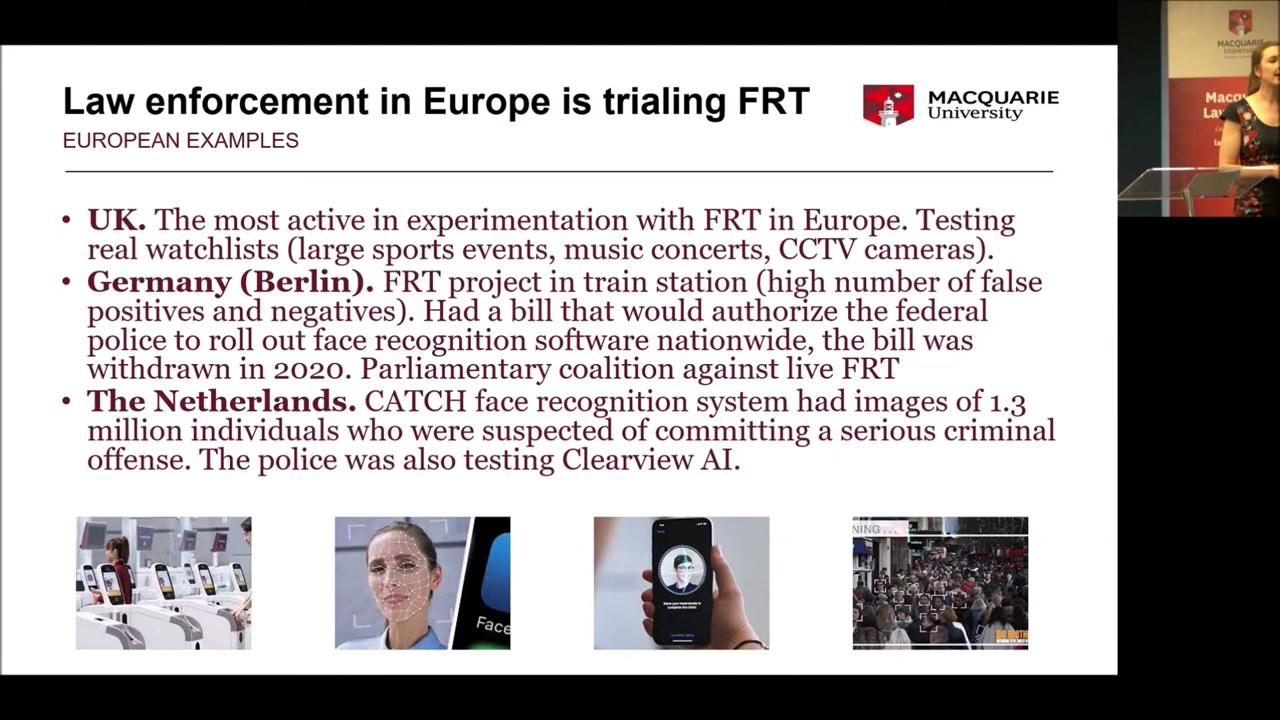 Law enforcement in Europe is trialing FRT
EUROPEAN EXAMPLES
MACQUARIE
University
• UK. The most active in experimentation with FRT in Europe. Testing
real watchlists (large sports events, music concerts, CCTV cameras).
• Germany (Berlin). FRT project in train station (high number of false
positives and negatives). Had a bill that would authorize the federal
police to roll out face recognition software nationwide, the bill was
withdrawn in 2020. Parliamentary coalition against live FRT
• The Netherlands. CATCH face recognition system had images of 1.3
million individuals who were suspected of committing a serious criminal
offense. The police was also testing Clearview AI.
Face
NING...
MACQUARIE
University
Macq
La